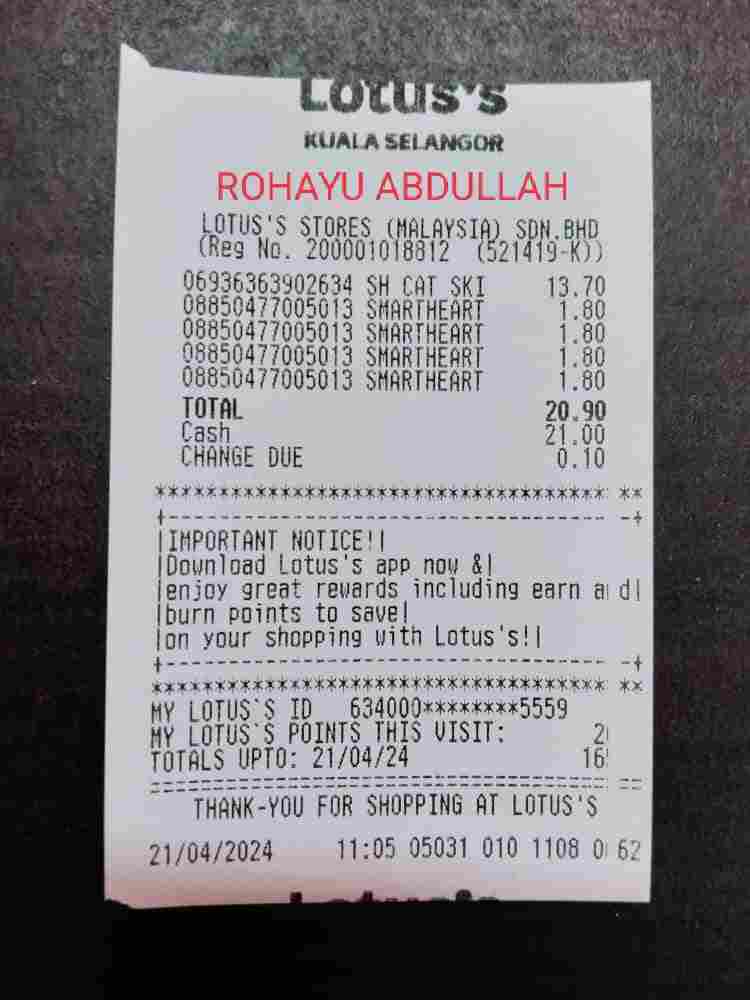 Lotus's
KUALA SELANGOR
ROHAYU ABDULLAH
LOTUS'S STORES (MALAYSIA) SDN.BHD
(Reg No. 200001018812 (521419-K))
06936363902634 SH CAT SKI 13.70
08850477005013 SMARTHEART 1.80
08850477005013 SMARTHEART 1.80
08850477005013 SMARTHEART 1.80
08850477005013 SMARTHEART 1.80
TOTAL 20.90
Cash 21.00
CHANGE DUE 0.10
|IMPORTANT NOTICE!|
|Download Lotus's app now &|
|enjoy great rewards including earn a d|
|burn points to save|
|on your shopping with Lotus's!|
MY LOTUS`S ID 634000********5559
MY LOTUS`S POINTS THIS VISIT:
TOTALS UPTO: 21/04/24
THANK-YOU FOR SHOPPING AT LOTUS'S
21/04/2024 11:05 05031 010 1108 0 62